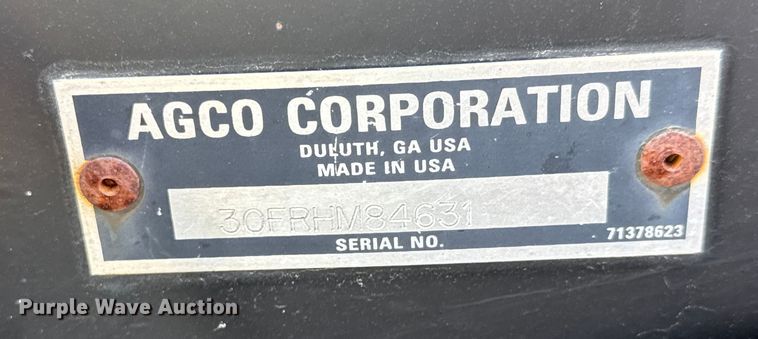 AGCO CORPORATION
DULUTH, GA USA
MADE IN USA
30FRHM84631
SERIAL NO.
71378623
Purple Wave Auction